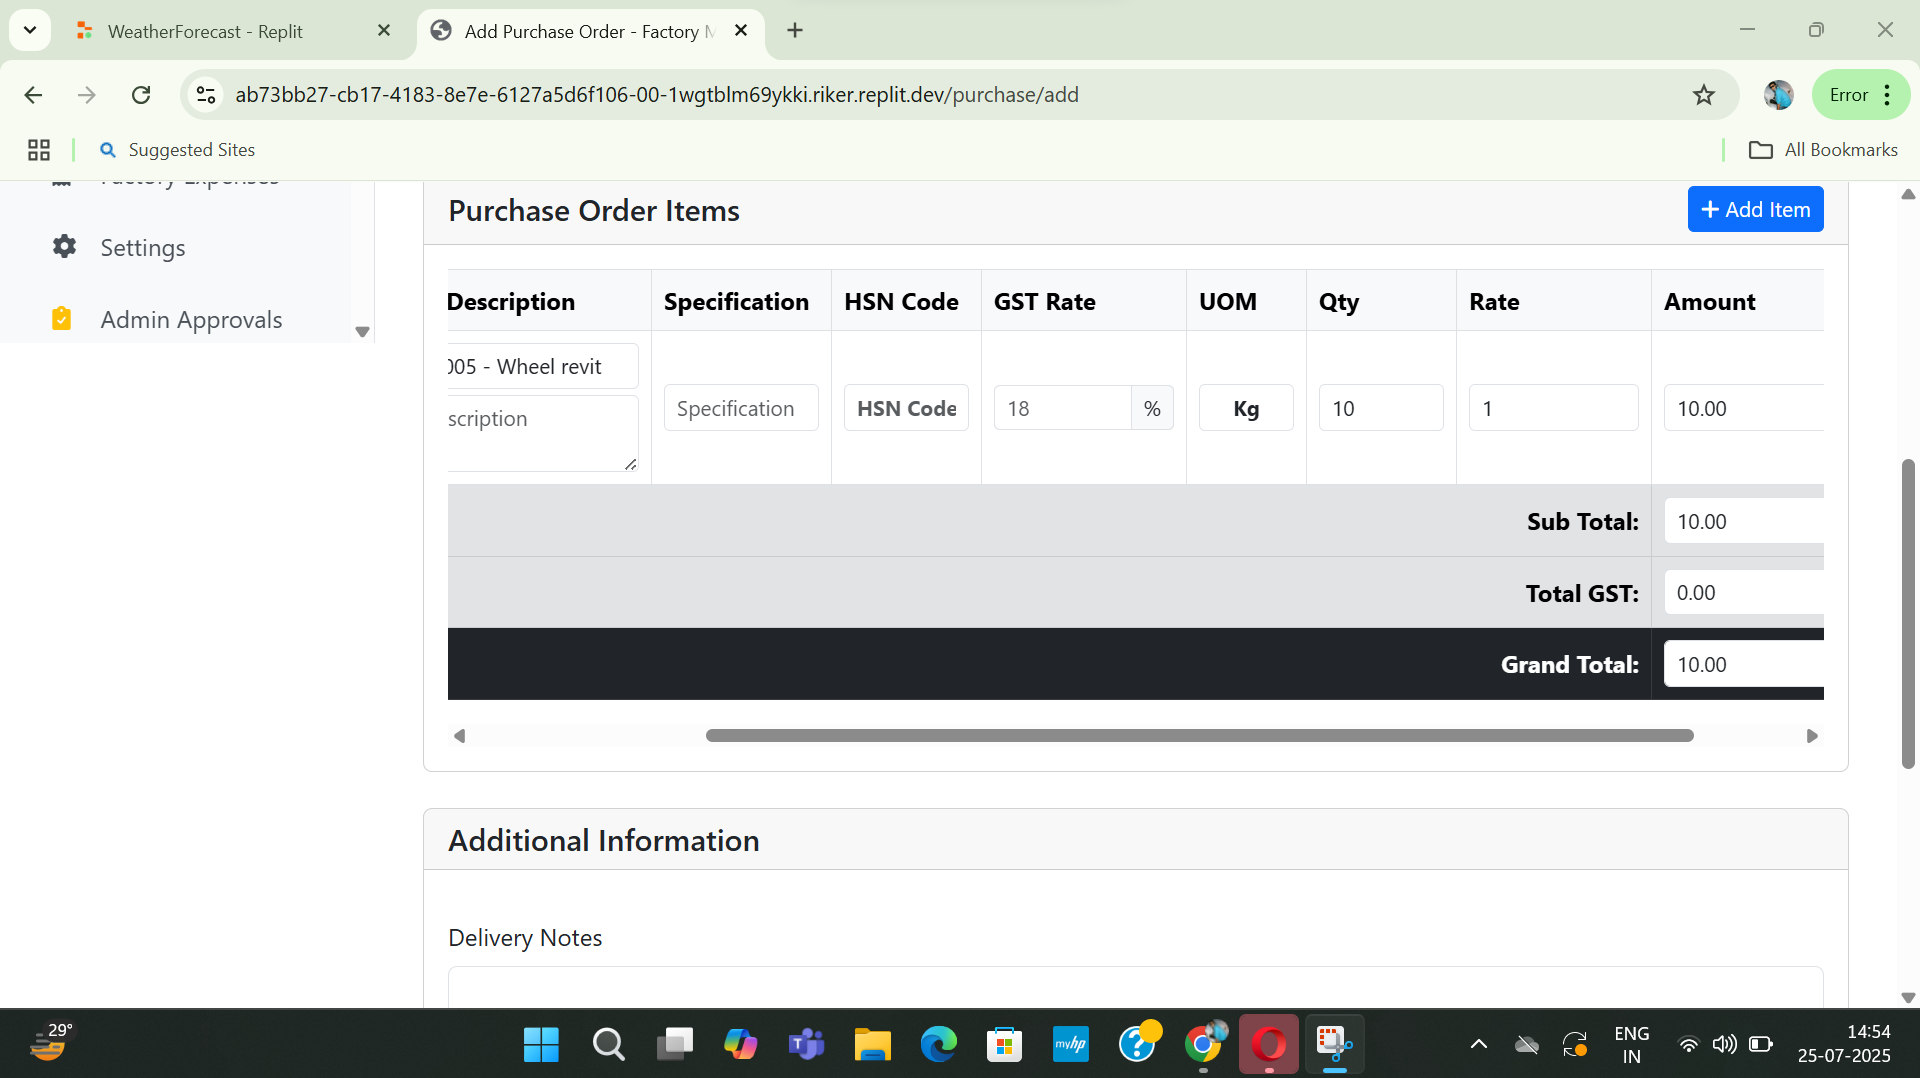 WeatherForecast - Replit
Add Purchase Order - Factory M
ab73bb27-cb17-4183-8e7e-6127a5d6f106-00-1wgtblm69ykki.riker.replit.dev/purchase/add
Error
Suggested Sites
All Bookmarks
Factory Expenses
Settings
Admin Approvals
Purchase Order Items
+ Add Item
Description Specification HSN Code GST Rate UOM Qty Rate Amount
005 - Wheel revit
scription
Specification HSN Code 18 % Kg 10 1 10.00
Sub Total: 10.00
Total GST: 0.00
Grand Total: 10.00
Additional Information
Delivery Notes
29°
T
myhp
?
ENG
IN
14:54
25-07-2025